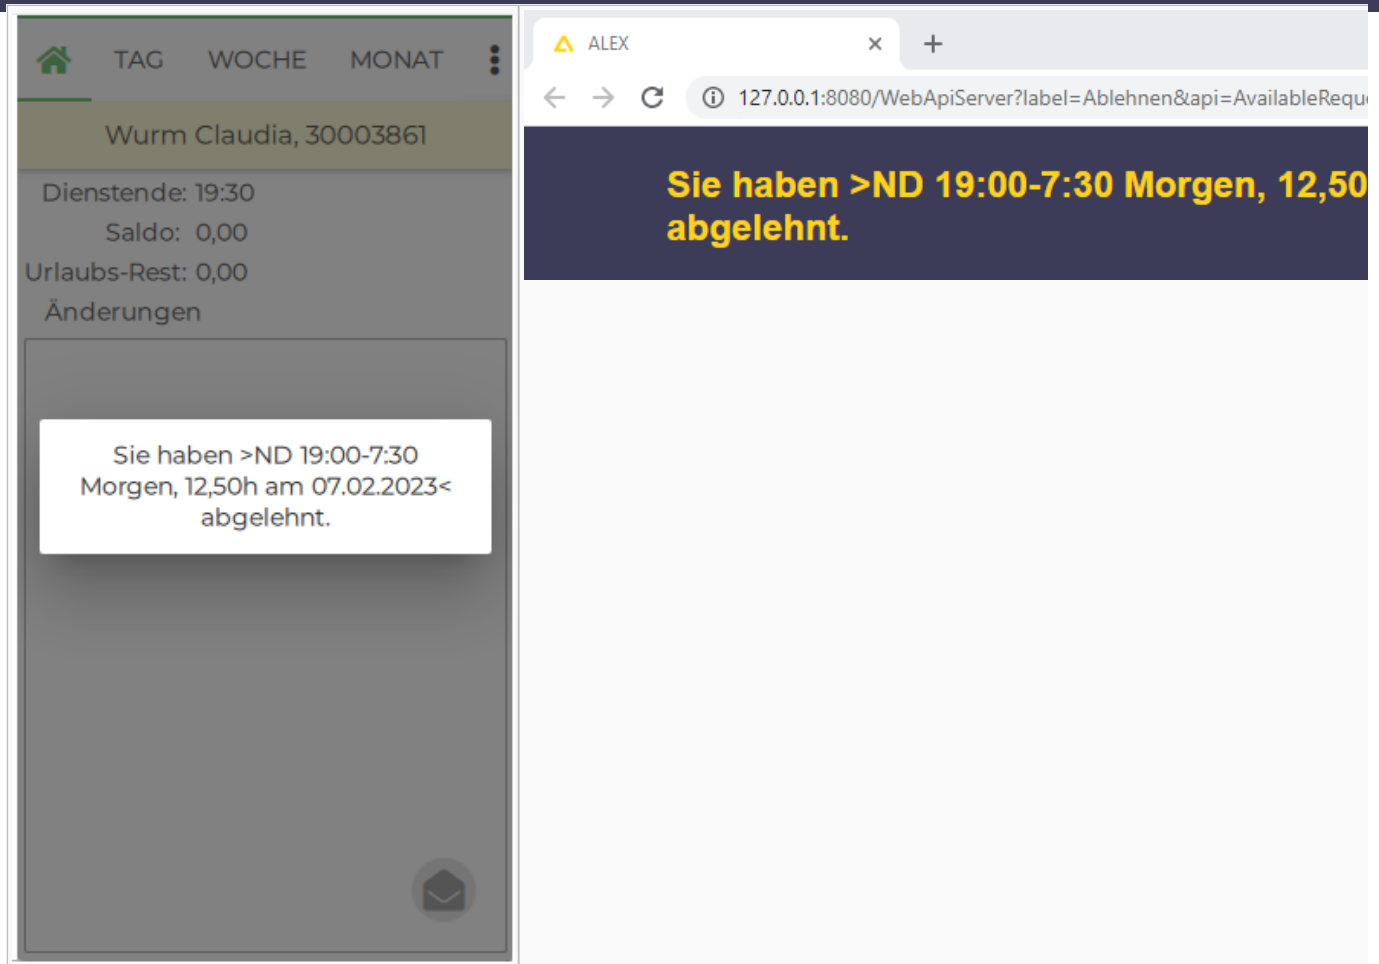 TAG WOCHE MONAT
Wurm Claudia, 30003861
Dienstende: 19:30
Saldo: 0,00
Urlaubs-Rest: 0,00
Änderungen
Sie haben >ND 19:00-7:30
Morgen, 12,50h am 07.02.2023<
abgelehnt.
ALEX
127.0.0.1:8080/WebApiServer?label=Ablehnen&api=AvailableReque
Sie haben >ND 19:00-7:30 Morgen, 12,50
abgelehnt.